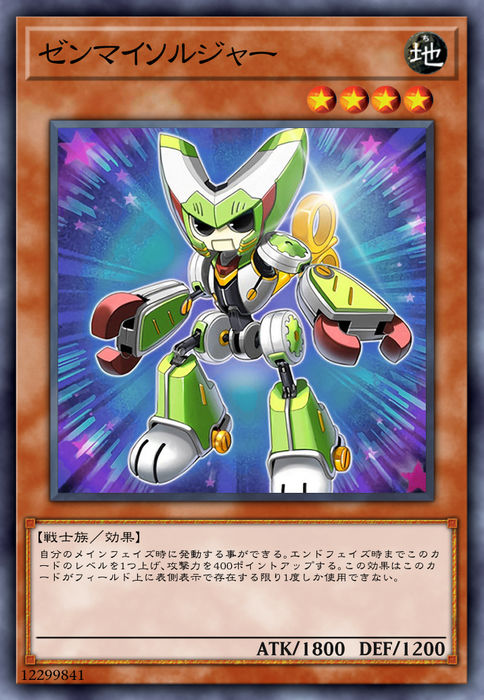 ゼンマイソルジャー
ち
地
【戦士族／効果】
自分のメインフェイズ時に発動する事ができる。エンドフェイズ時までこのカ
ードのレベルを1つ上げ、攻撃力を400ポイントアップする。この効果はこのカ
ードがフィールド上に表側表示で存在する限り1度しか使用できない。
ATK/1800 DEF/1200
12299841